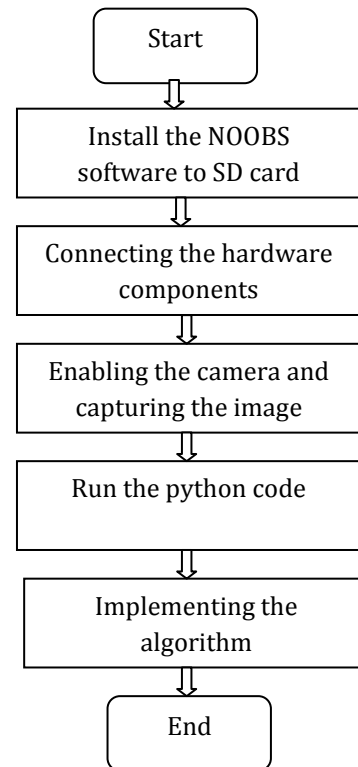 Start
Install the NOOBS
software to SD card
Connecting the hardware
components
Enabling the camera and
capturing the image
Run the python code
Implementing the
algorithm
End